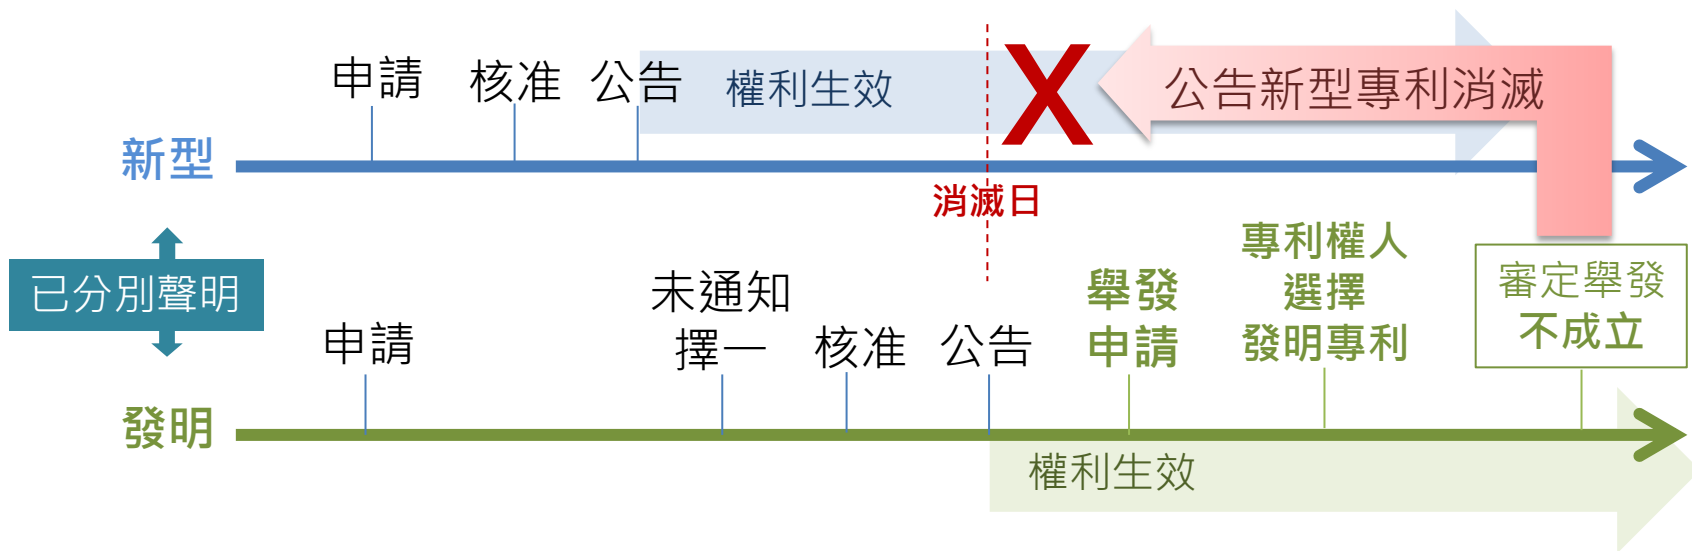 申請
核准
公告
權利生效
X
公告新型專利消滅
新型
消滅日
已分別聲明
申請
未通知
擇一
核准
公告
舉發
申請
專利權人
選擇
發明專利
審定舉發
不成立
發明
權利生效